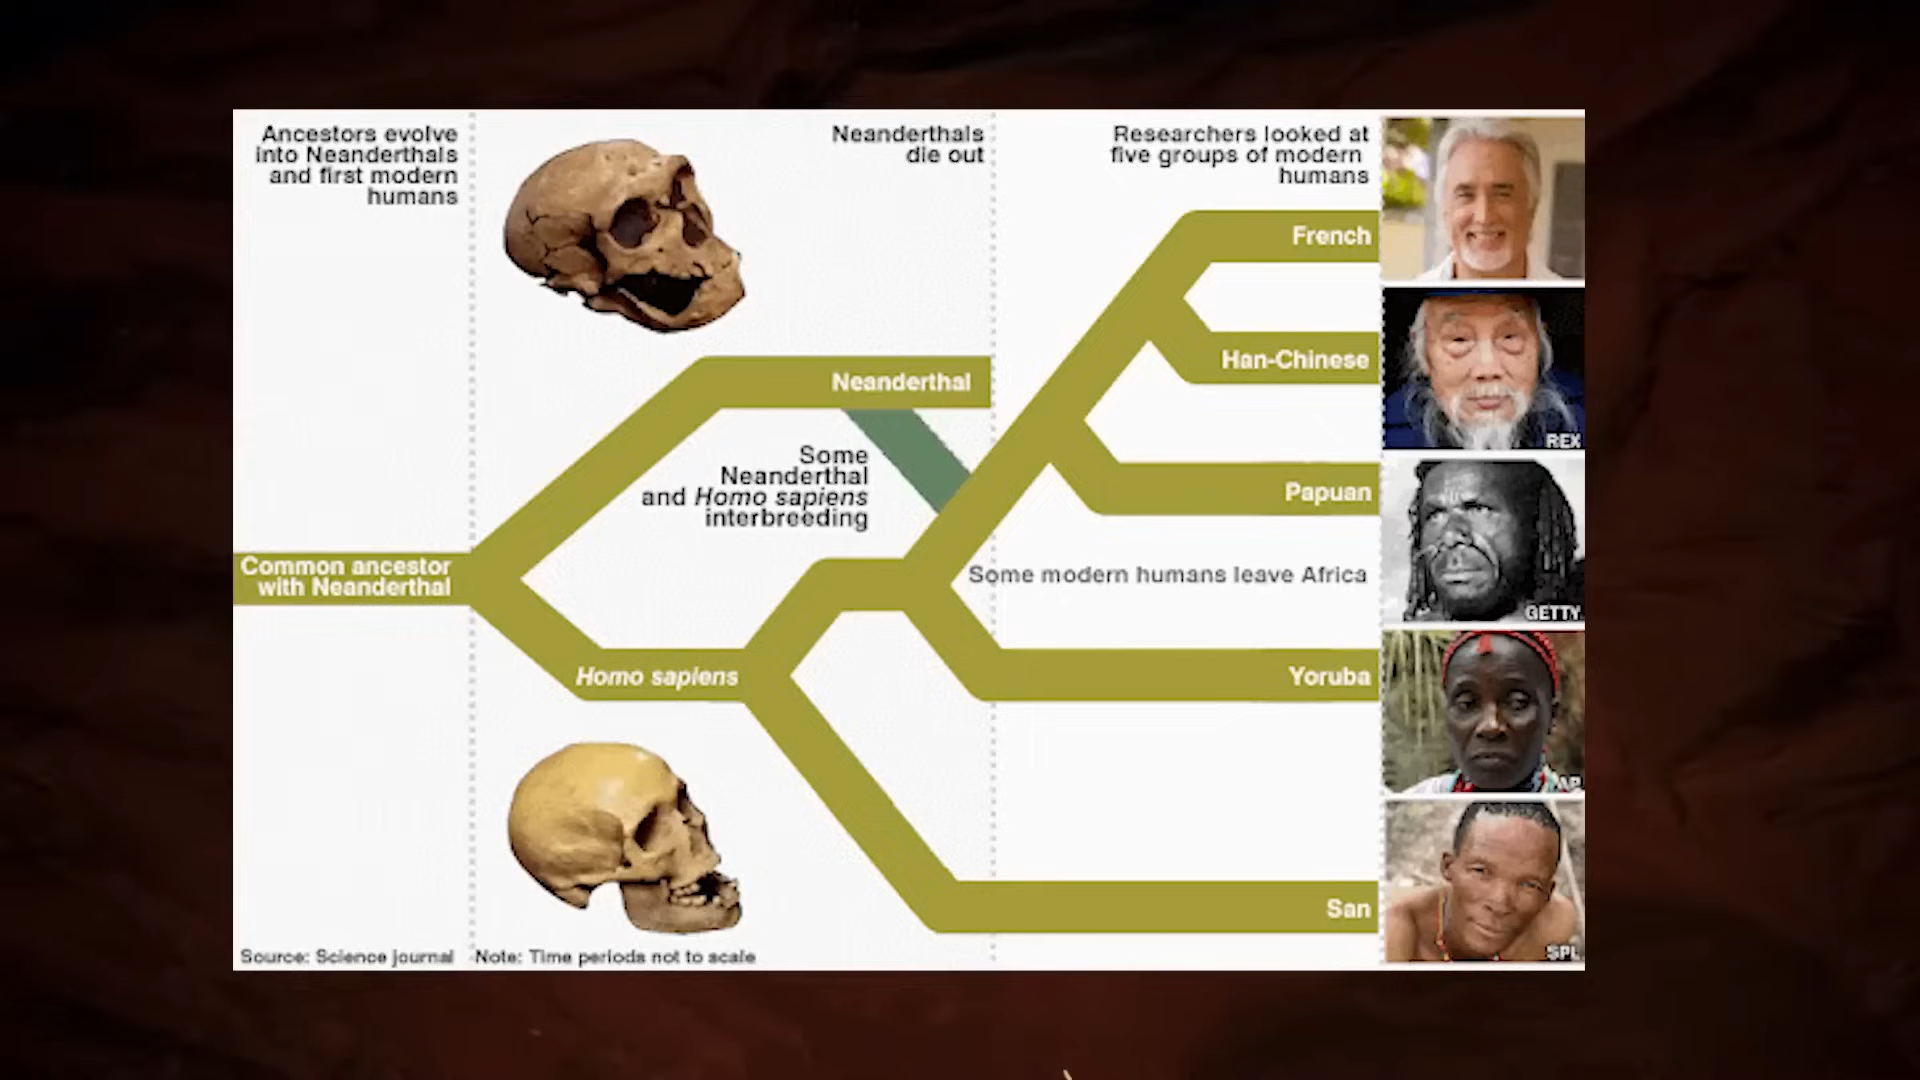 Ancestors evolve
into Neanderthals
and first modern
humans
Neanderthals
die out
Researchers looked at
five groups of modern
humans
French
Han-Chinese
REX
Neanderthal
Some
Neanderthal
and Homo sapiens
interbreeding
Papuan
GETTY
Common ancestor
with Neanderthal
Some modern humans leave Africa
Homo sapiens
Yoruba
AP
San
SPL
Source: Science journal
Note: Time periods not to scale